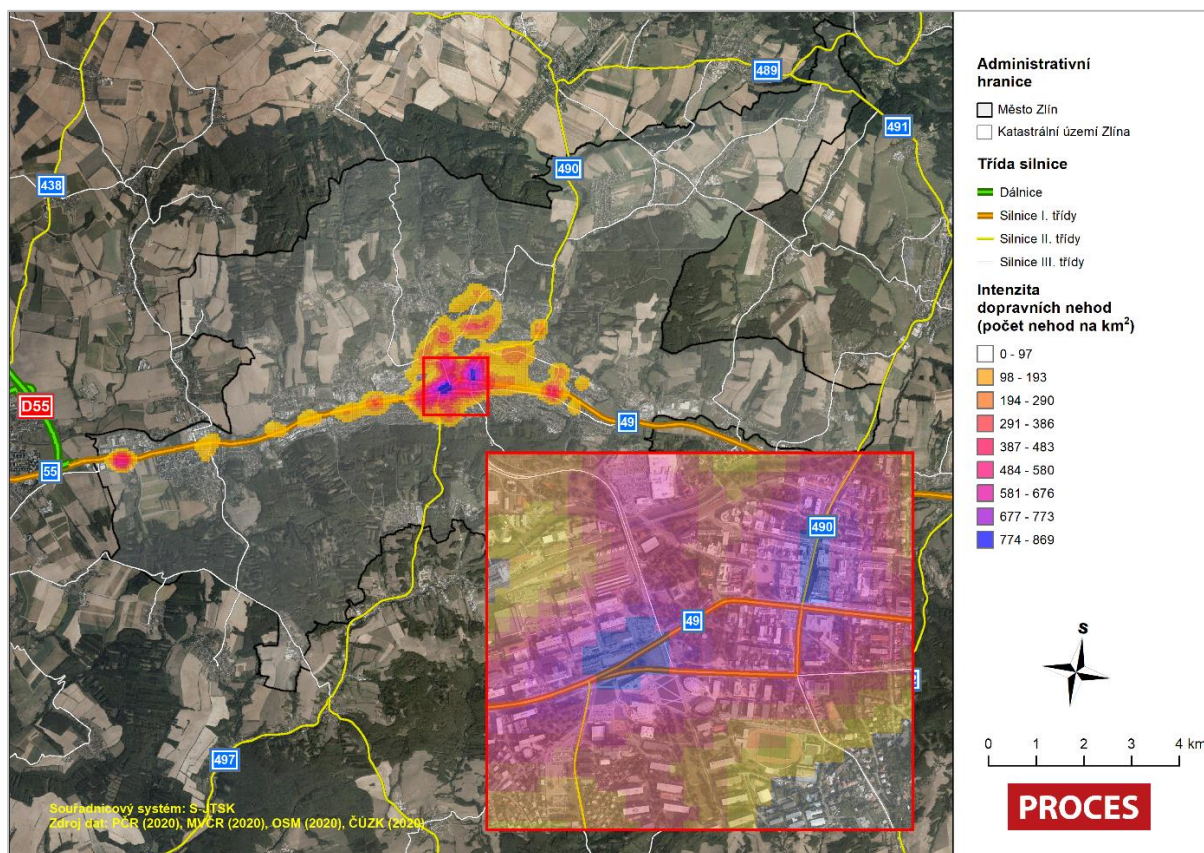 489
491
438
490
D55
55
49
490
49
497
Souřadnicový systém: S-JTSK
Zdroj dat: PČR (2020), MVČR (2020), OSM (2020), ČÚZK (2020)
Administrativní
hranice
Město Zlín
Katastrální území Zlína
Třída silnice
Dálnice
Silnice I. třídy
Silnice II. třídy
Silnice III. třídy
Intenzita
dopravních nehod
(počet nehod na km²)
0 - 97
98 - 193
194 - 290
291 - 386
387 - 483
484 - 580
581 - 676
677 - 773
774 - 869
S
0 1 2 3 4 km
PROCES